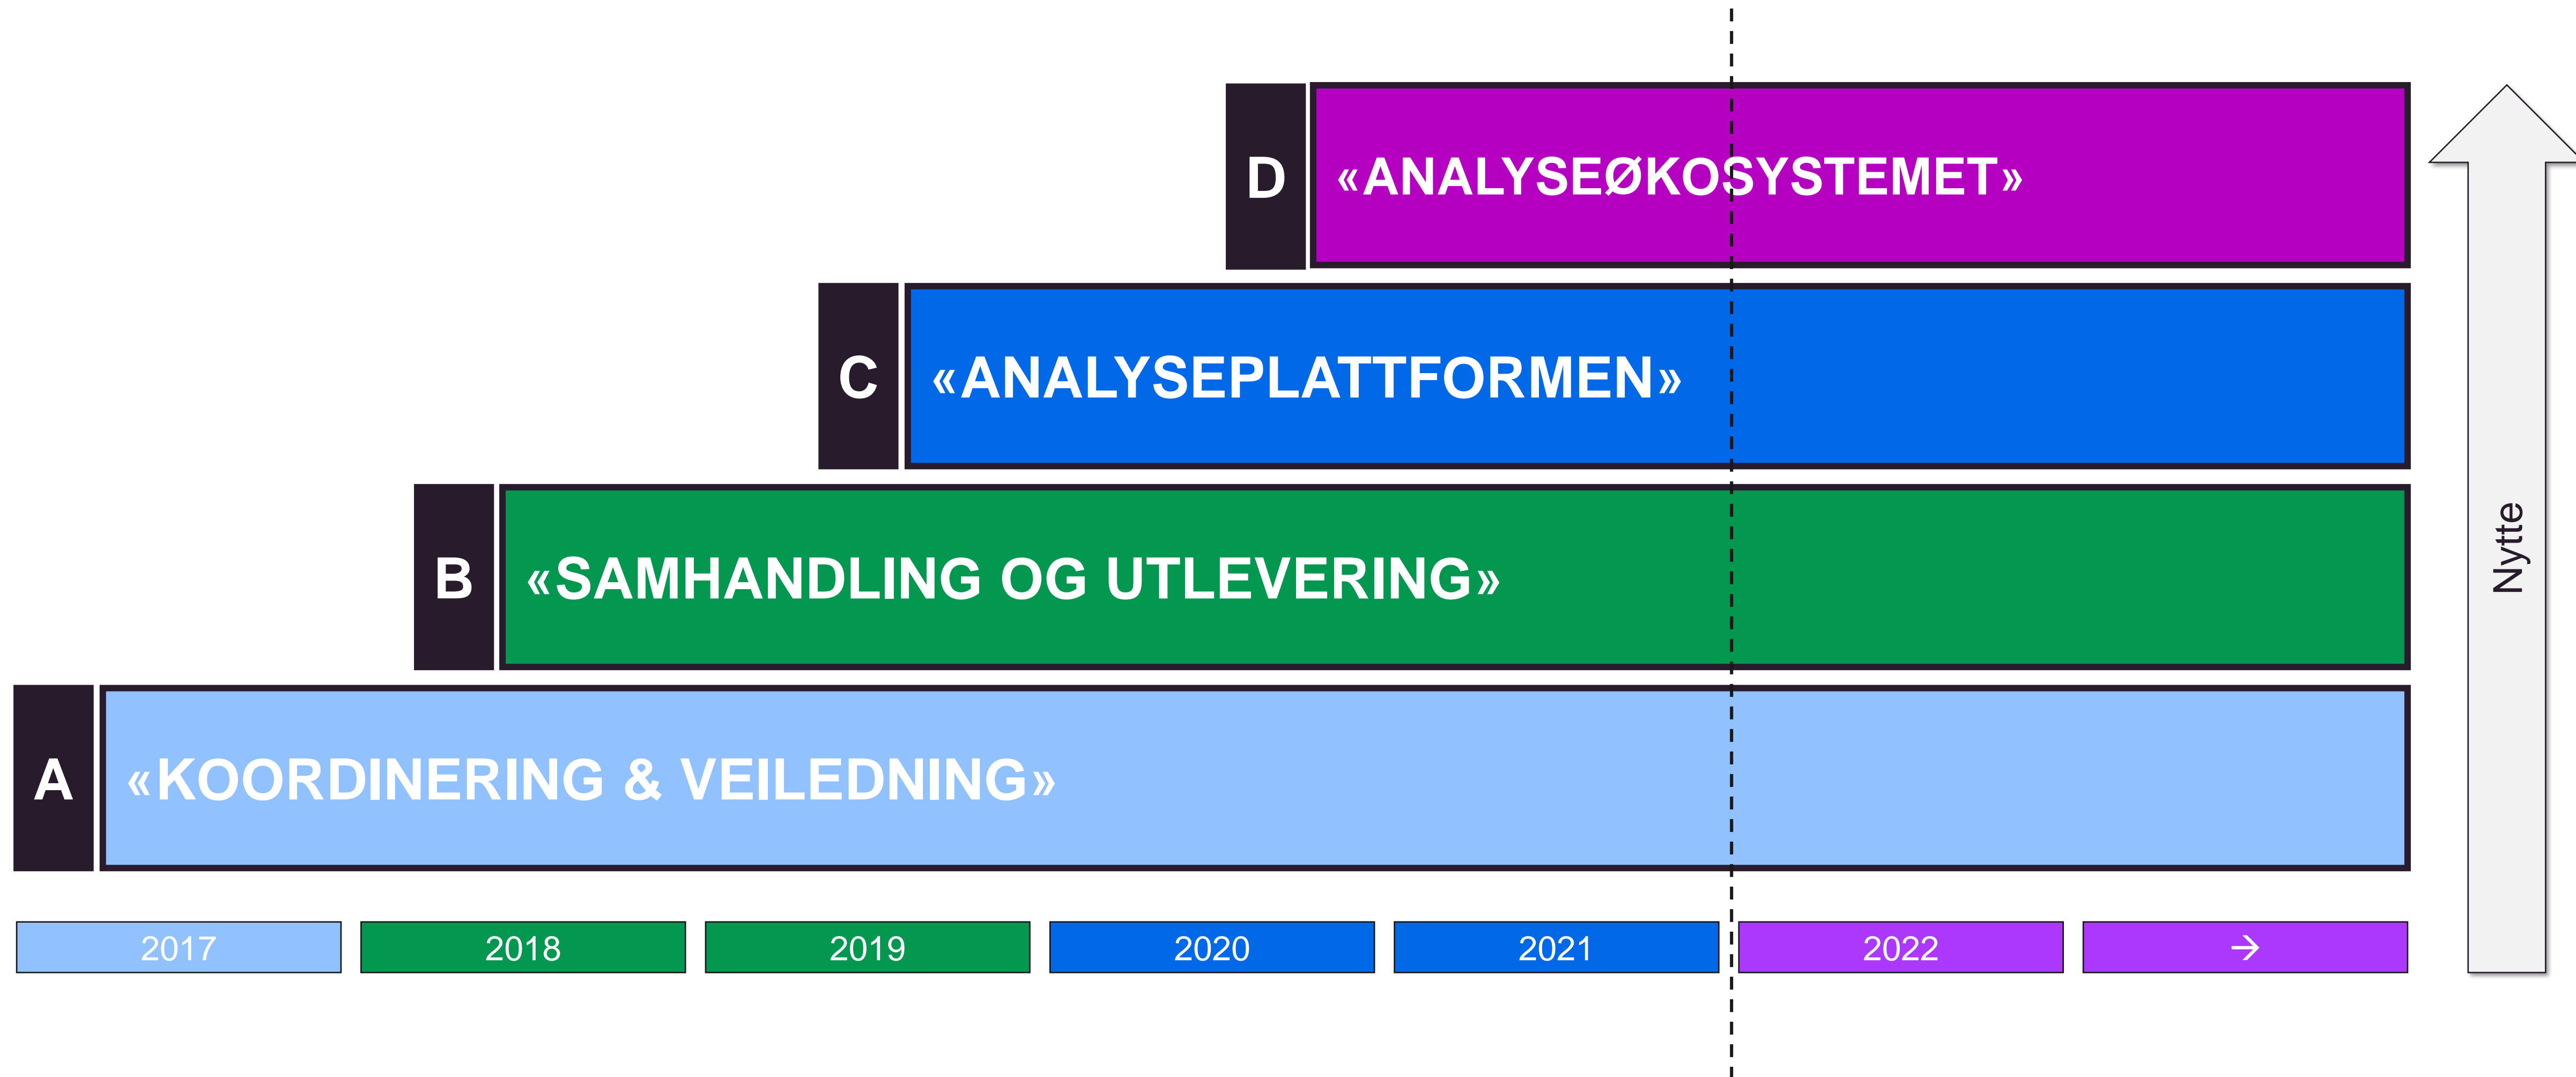 D «ANALYSEØKOSYSTEMET»
C «ANALYSEPLATTFORMEN»
B «SAMHANDLING OG UTLEVERING»
A «KOORDINERING & VEILEDNING»
Nytte
2017 2018 2019 2020 2021 2022 →